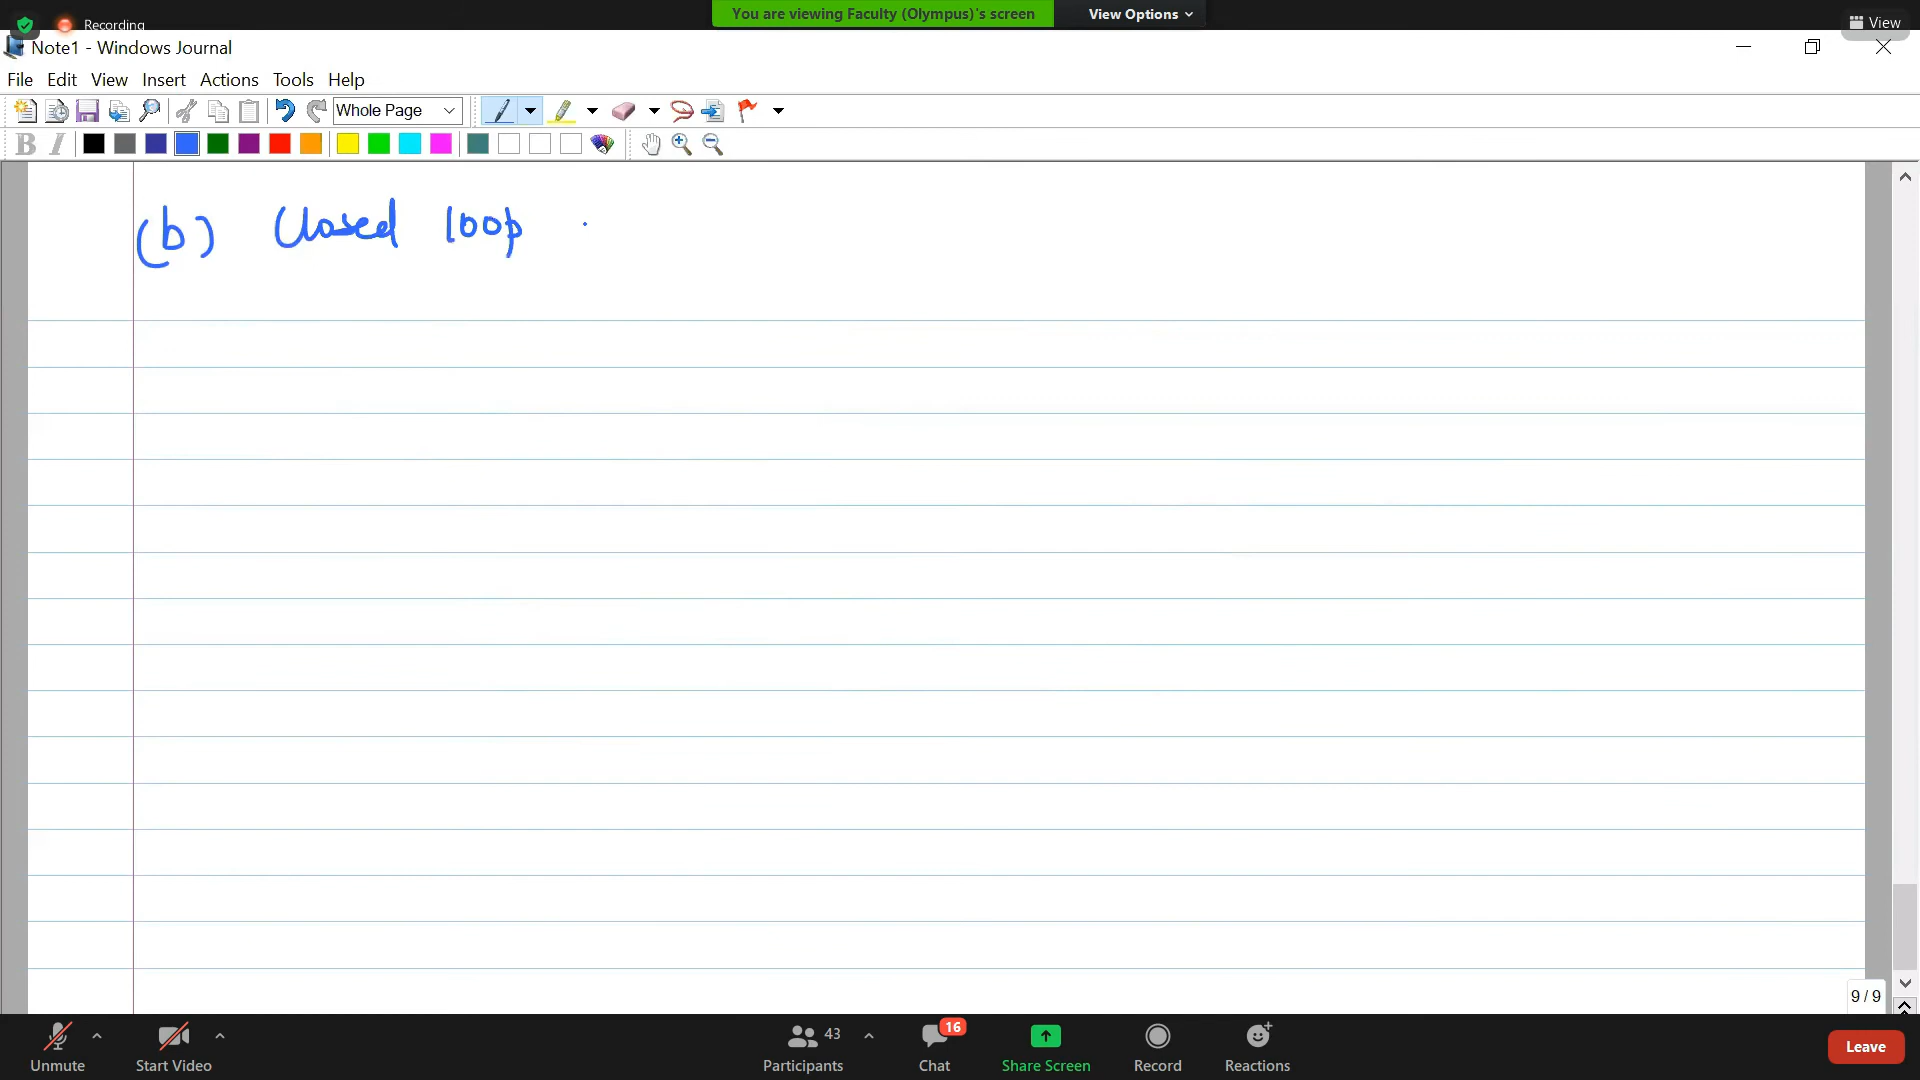 Recording
You are viewing Faculty (Olympus)'s screen
View Options
View
Note1 - Windows Journal
File Edit View Insert Actions Tools Help
Whole Page
B I
(b) Closed loop
9 / 9
Unmute
Start Video
43
Participants
16
Chat
Share Screen
Record
Reactions
Leave